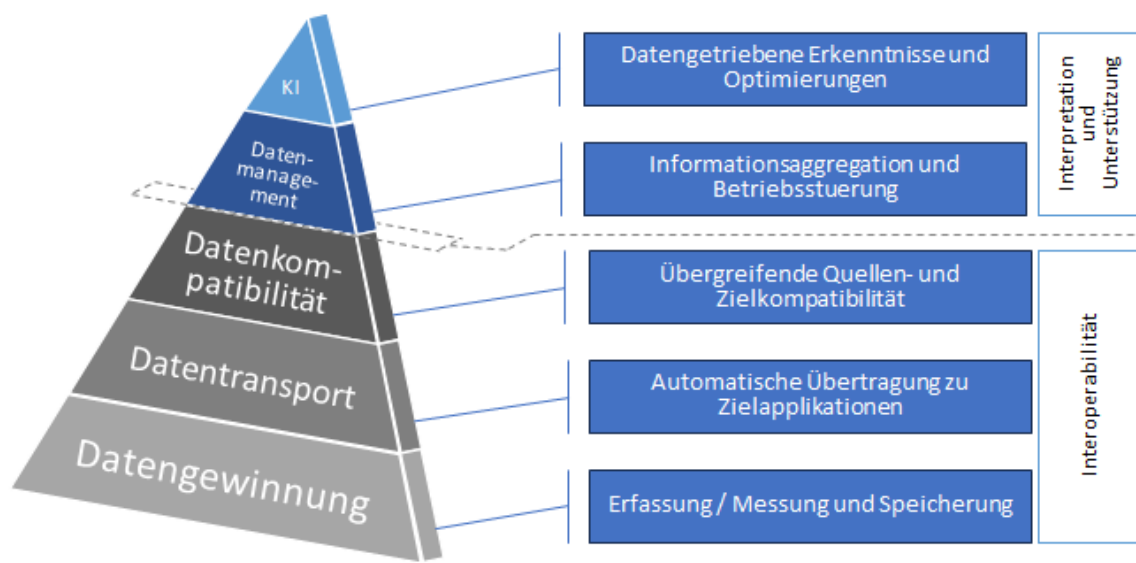 KI
Daten-
manage-
ment
Datenkom-
patibilität
Datentransport
Datengewinnung
Datengetriebene Erkenntnisse und
Optimierungen
Informationsaggregation und
Betriebsstuerung
Übergreifende Quellen- und
Zielkompatibilität
Automatische Übertragung zu
Zielapplikationen
Erfassung / Messung und Speicherung
Interpretation
und
Unterstützung
Interoperabilität